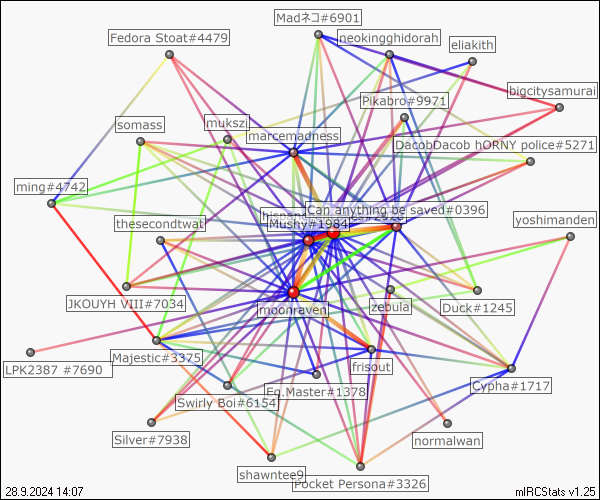 Madネコ#6901
Fedora Stoat#4479
neokingghidorah
eliakith
bigcitysamurai
Pikabro#9971
somass
mukszi
marcemadness
DacobDacob hORNY police#5271
ming#4742
Can anything be saved#0396
thesecondtwat
Mushy#1984
yoshimanden
JKOUYH VIII#7034
moonraven
zebula
Duck#1245
LPK2387 #7690
Majestic#3375
frisout
Eq.Master#1378
Cypha#1717
Swirly Boi#6154
Silver#7938
normalwan
shawntee9
Pocket Persona#3326
28.9.2024 14:07
mIRCStats v1.25